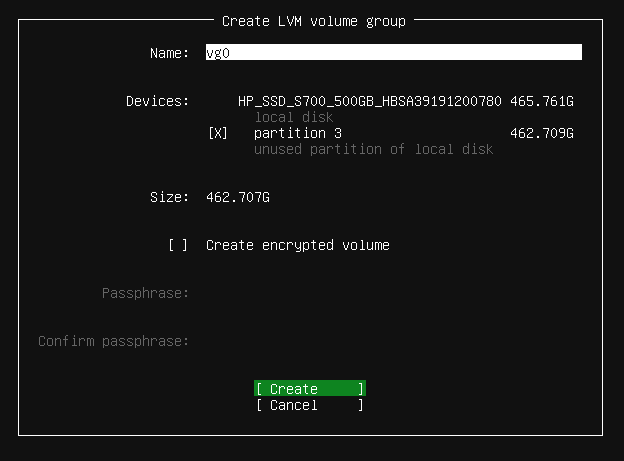 Create LVM volume group
Name: vg0
Devices: HP_SSD_S700_500GB_HBSA39191200780 465.761G
local disk
[X] partition 3 462.709G
unused partition of local disk
Size: 462.707G
[ ] Create encrypted volume
Passphrase:
Confirm passphrase:
[ Create ]
[ Cancel ]